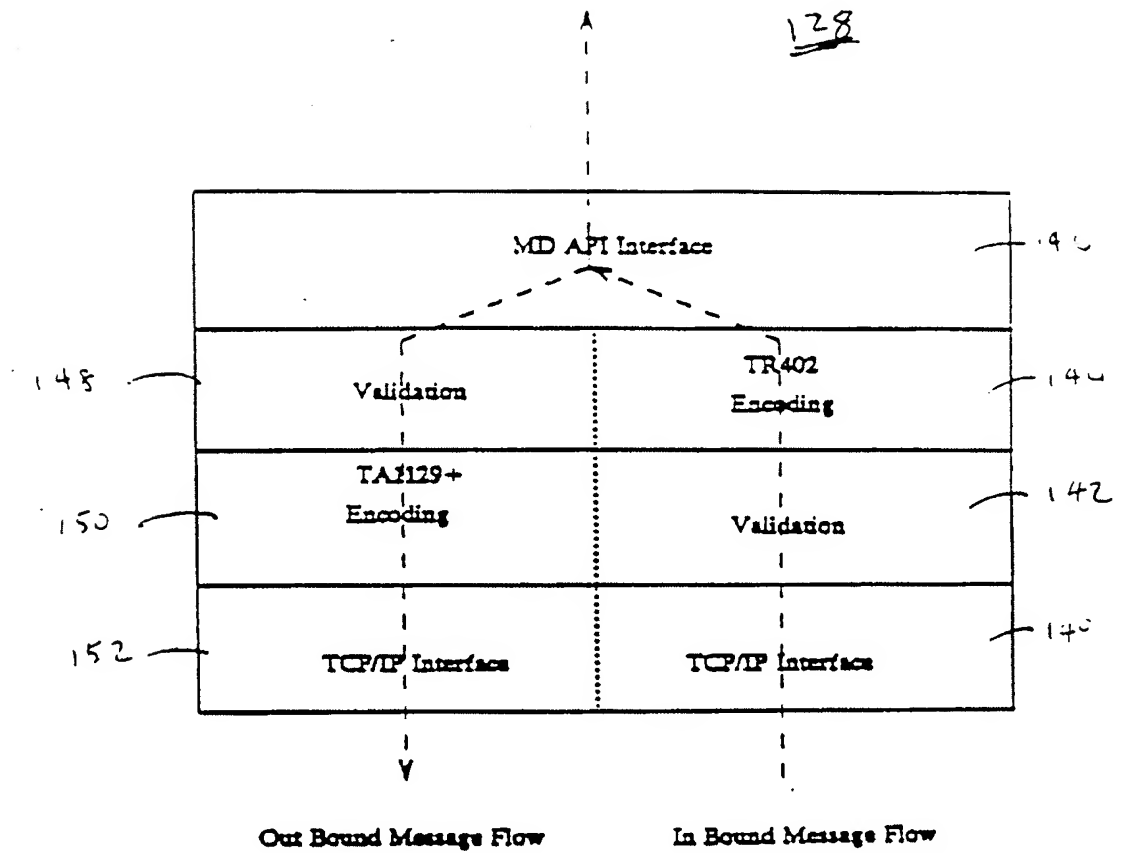 128
MD API Interface
148
Validation
TR402
Encoding
150
TA1129+
Encoding
142
Validation
152
TCP/IP Interface
TCP/IP Interface
Out Bound Message Flow
In Bound Message Flow